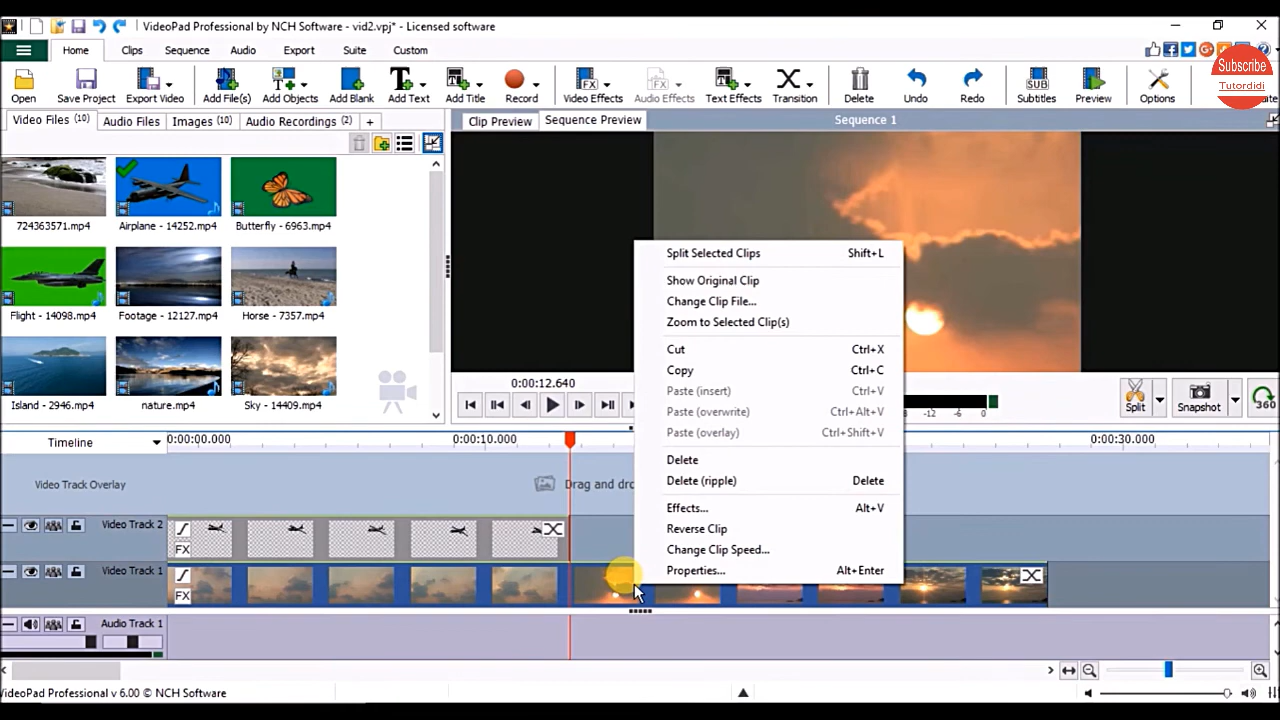 VideoPad Professional by NCH Software - vid2.vpj* - Licensed software
Home Clips Sequence Audio Export Suite Custom
Subscribe
Tutordidi
Open Save Project Export Video Add File(s) Add Objects Add Blank Add Text Add Title Record Video Effects Audio Effects Text Effects Transition Delete Undo Redo Subtitles Preview Options
Video Files (10) Audio Files Images (10) Audio Recordings (2) +
Clip Preview Sequence Preview Sequence 1
724363571.mp4 Airplane - 14252.mp4 Butterfly - 6963.mp4
Flight - 14098.mp4 Footage - 12127.mp4 Horse - 7357.mp4
Island - 2946.mp4 nature.mp4 Sky - 14409.mp4
Split Selected Clips Shift+L
Show Original Clip
Change Clip File...
Zoom to Selected Clip(s)
Cut Ctrl+X
Copy Ctrl+C
Paste (insert) Ctrl+V
Paste (overwrite) Ctrl+Alt+V
Paste (overlay) Ctrl+Shift+V
Delete
Delete (ripple) Delete
Effects... Alt+V
Reverse Clip
Change Clip Speed...
Properties... Alt+Enter
0:00:12.640
-12 -6 0
Split Snapshot 360
Timeline 0:00:00.000 0:00:10.000 0:00:30.000
Video Track Overlay Drag and
Video Track 2
FX
Video Track 1
FX
Audio Track 1
VideoPad Professional v 6.00 © NCH Software